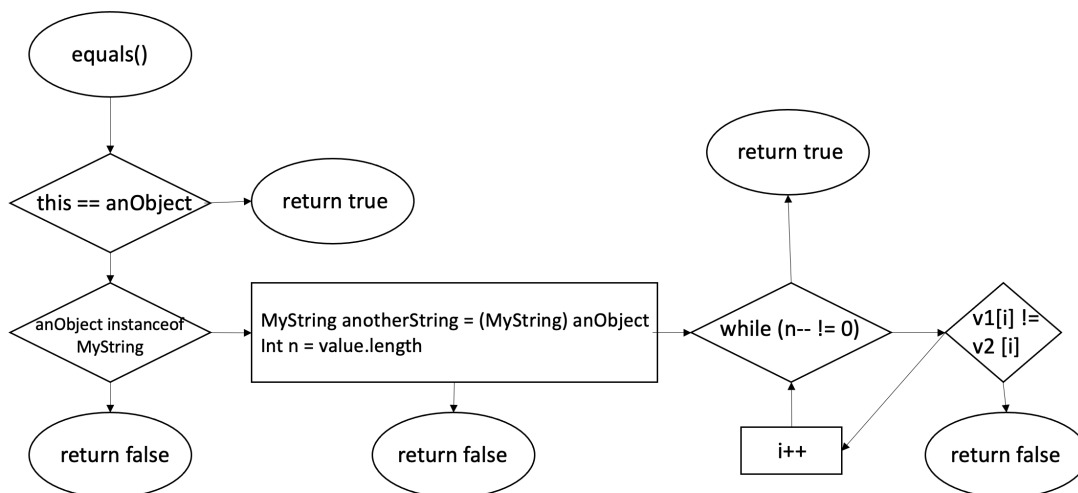 equals()
this == anObject
return true
anObject instanceof
MyString
return false
MyString anotherString = (MyString) anObject
Int n = value.length
return false
return true
while (n-- != 0)
i++
v1[i] !=
v2 [i]
return false